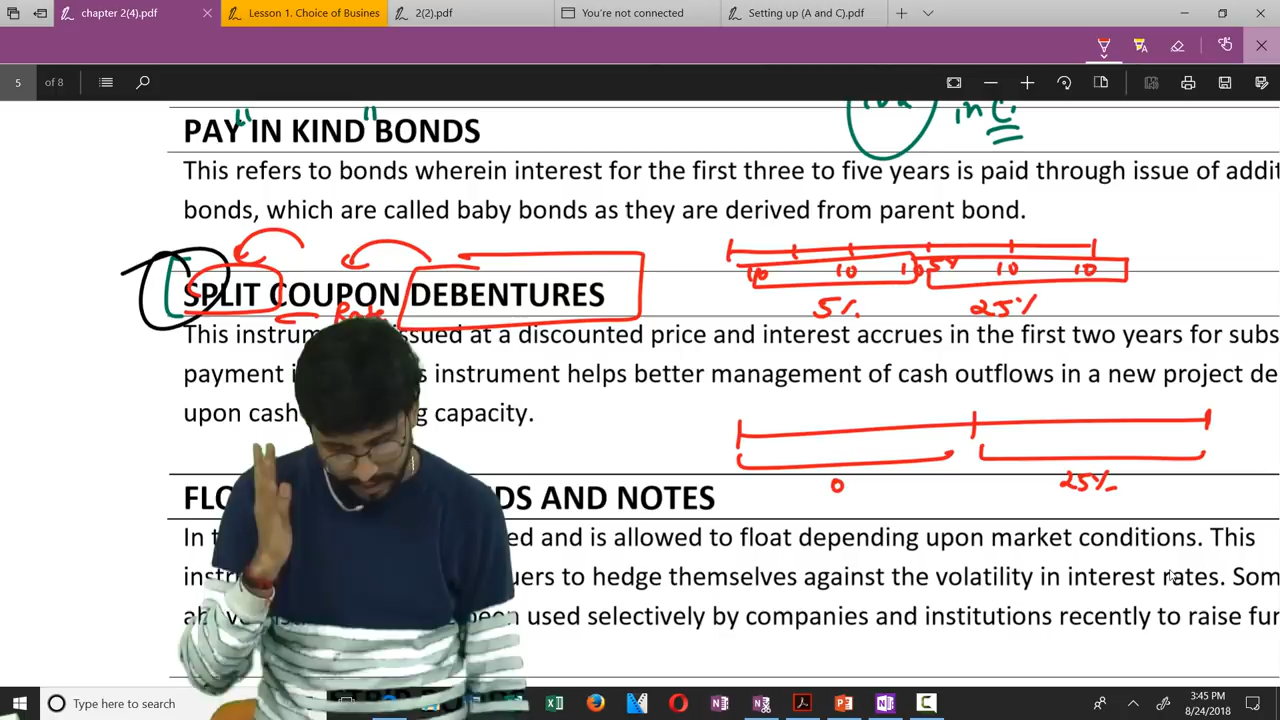 chapter 2(4).pdf
Lesson 1. Choice of Busines
2(2).pdf
You're not connected
Setting up (A and C).pdf
5 of 8
in
PAY "IN KIND" BONDS
This refers to bonds wherein interest for the first three to five years is paid through issue of addit
bonds, which are called baby bonds as they are derived from parent bond.
10 10 10 5% 10 10
SPLIT COUPON DEBENTURES
Rate
5% 25%
This instrum ssued at a discounted price and interest accrues in the first two years for subs
payment i s instrument helps better management of cash outflows in a new project de
upon cash g capacity.
0 25%
FLO DS AND NOTES
In t ed and is allowed to float depending upon market conditions. This
instru uers to hedge themselves against the volatility in interest rates. Som
been used selectively by companies and institutions recently to raise fun
Type here to search
3:45 PM
8/24/2018